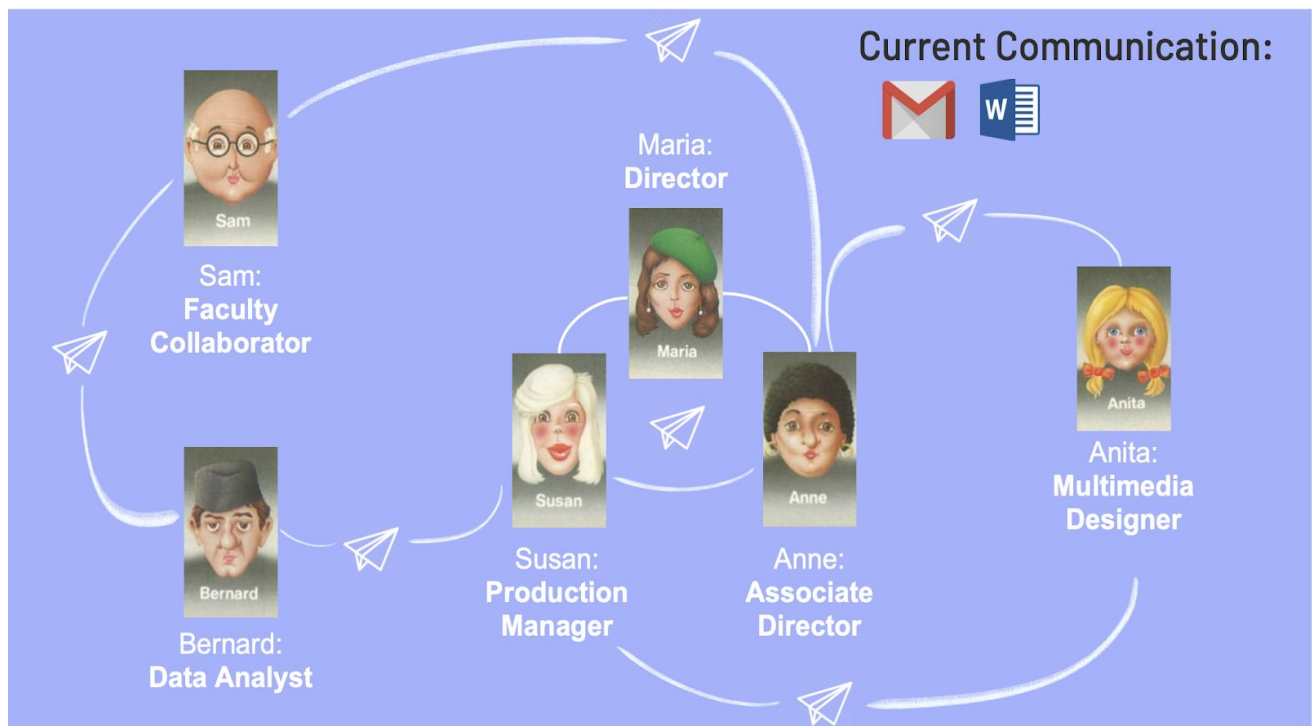 Current Communication:
W
Sam
Sam:
Faculty
Collaborator
Maria:
Director
Maria
Anita
Anita:
Multimedia
Designer
Susan
Susan:
Production
Manager
Anne
Anne:
Associate
Director
Bernard
Bernard:
Data Analyst